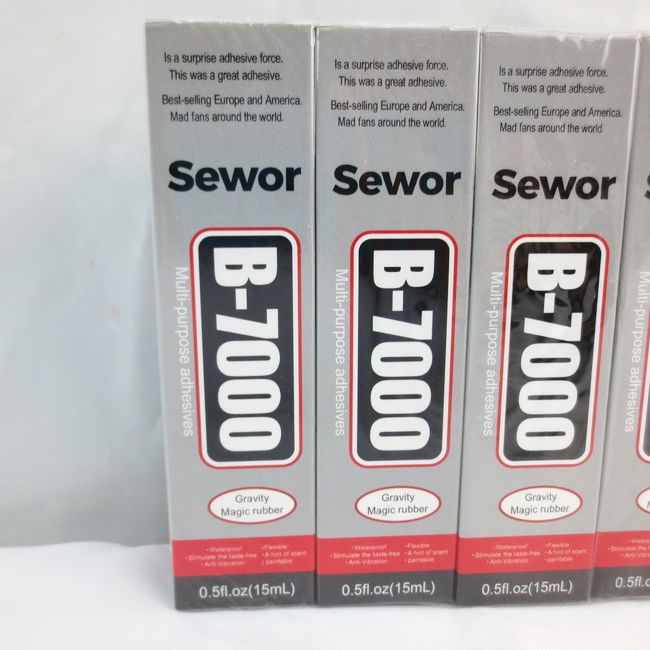 Is a surprise adhesive force.
This was a great adhesive.
Best-selling Europe and America.
Mad fans around the world.
Sewor
B-7000
Multi-purpose adhesives
Gravity
Magic rubber
•Waterproof •Flexible
•Stimulate the taste-free •A hint of scent
•Anti-Vibration paintable
0.5fl.oz(15mL)
Is a surprise adhesive force.
This was a great adhesive.
Best-selling Europe and America.
Mad fans around the world.
Sewor
B-7000
Multi-purpose adhesives
Gravity
Magic rubber
•Waterproof •Flexible
•Stimulate the taste-free •A hint of scent
•Anti-Vibration paintable
0.5fl.oz(15mL)
Is a surprise adhesive force.
This was a great adhesive.
Best-selling Europe and America.
Mad fans around the world.
Sewor
B-7000
Multi-purpose adhesives
Gravity
Magic rubber
•Waterproof •Flexible
•Stimulate the taste-free •A hint of scent
•Anti-Vibration paintable
0.5fl.oz(15mL)
Multi-purpose adhesives
0.5fl.o